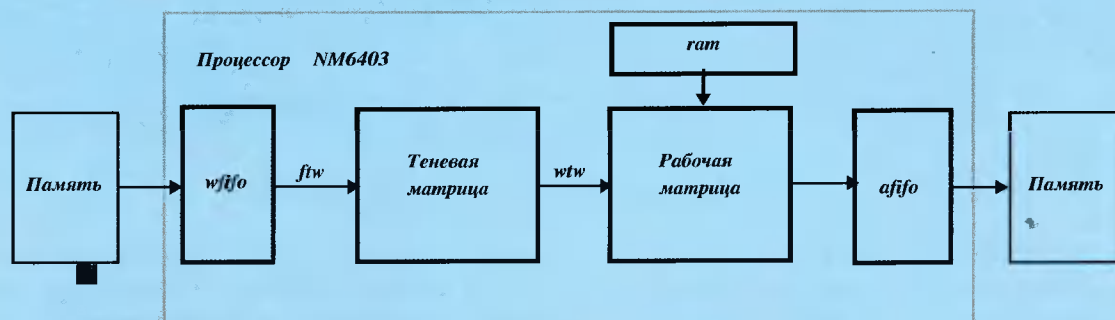 Процессор NM6403
ram
Память
wfifo
ftw
Теневая
матрица
wtw
Рабочая
матрица
afifo
Память